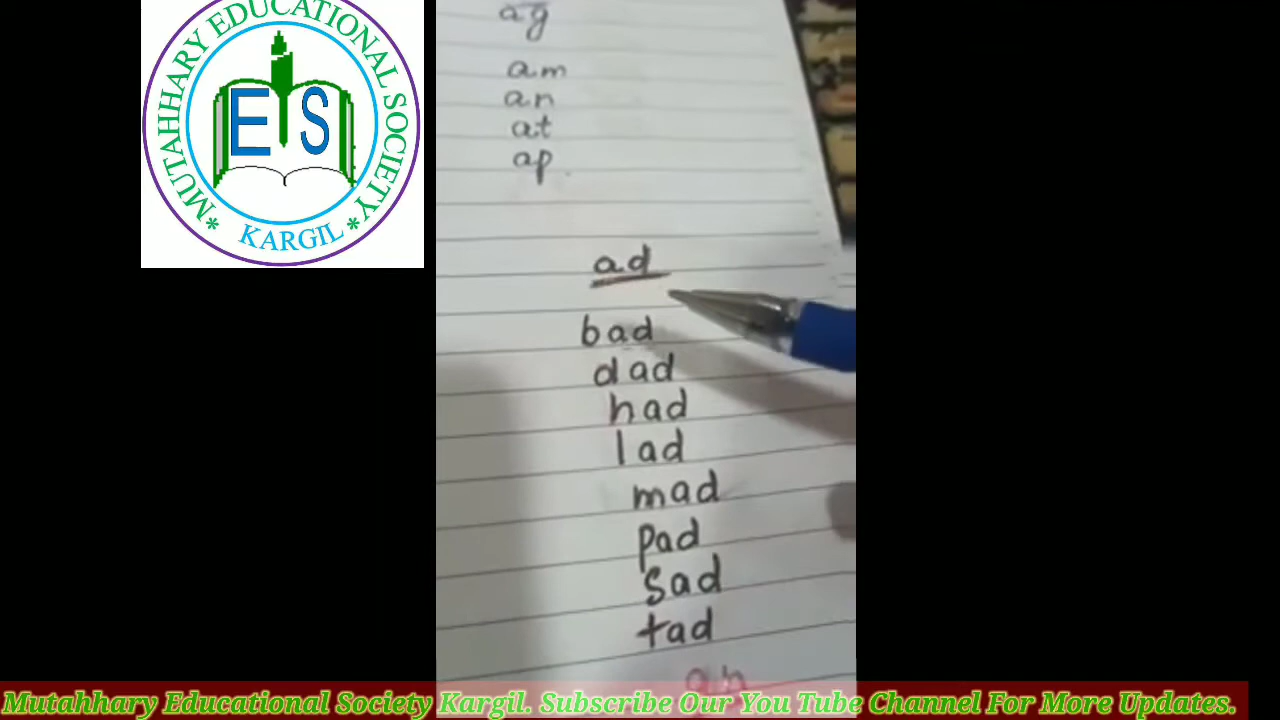 MUTAHHARY EDUCATIONAL SOCIETY
E S
* KARGIL *
ag
am
an
at
ap
ad
bad
dad
had
lad
mad
pad
sad
tad
Mutahhary Educational Society Kargil. Subscribe Our You Tube Channel For More Updates.